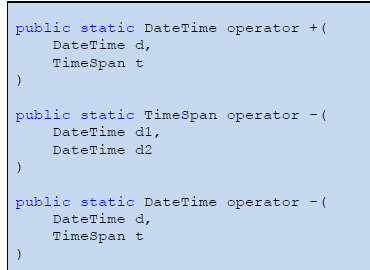 public static DateTime operator +(
    DateTime d,
    TimeSpan t
)
public static TimeSpan operator -(
    DateTime d1,
    DateTime d2
)
public static DateTime operator -(
    DateTime d,
    TimeSpan t
)